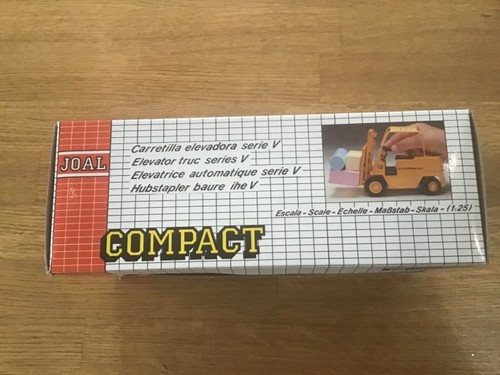 JOAL
Carretilla elevadora serie V
Elevator truc series V
Elevatrice automatique serie V
Hubstapler baure ihe V
Escala - Scale - Echelle - Maßstab - Skala - (1:25)
COMPACT